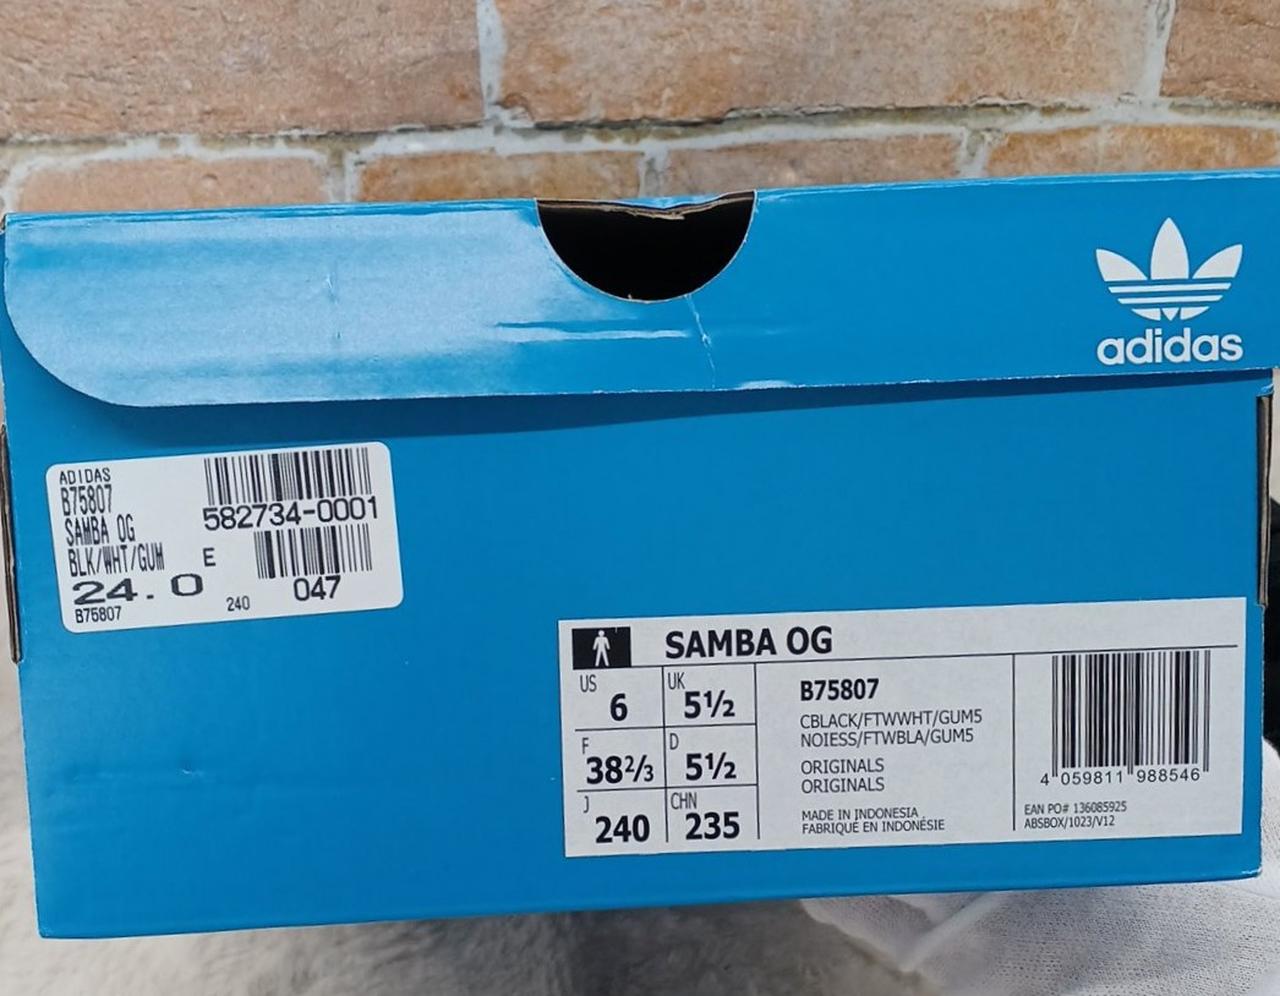 adidas
ADIDAS
B75807
SAMBA OG
BLK/WHT/GUM E
24.0
B75807 240
582734-0001
047
SAMBA OG
US 6 UK 5½
F 38⅔ D 5½
J 240 CHN 235
B75807
CBLACK/FTWWHT/GUM5
NOIESS/FTWBLA/GUM5
ORIGINALS
ORIGINALS
MADE IN INDONESIA
FABRIQUÉ EN INDONÉSIE
4 059811 988546
EAN PO# 136085925
ABSBOX/1023/V12